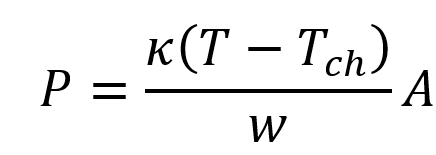 P = κ(T − T_ch)/w A